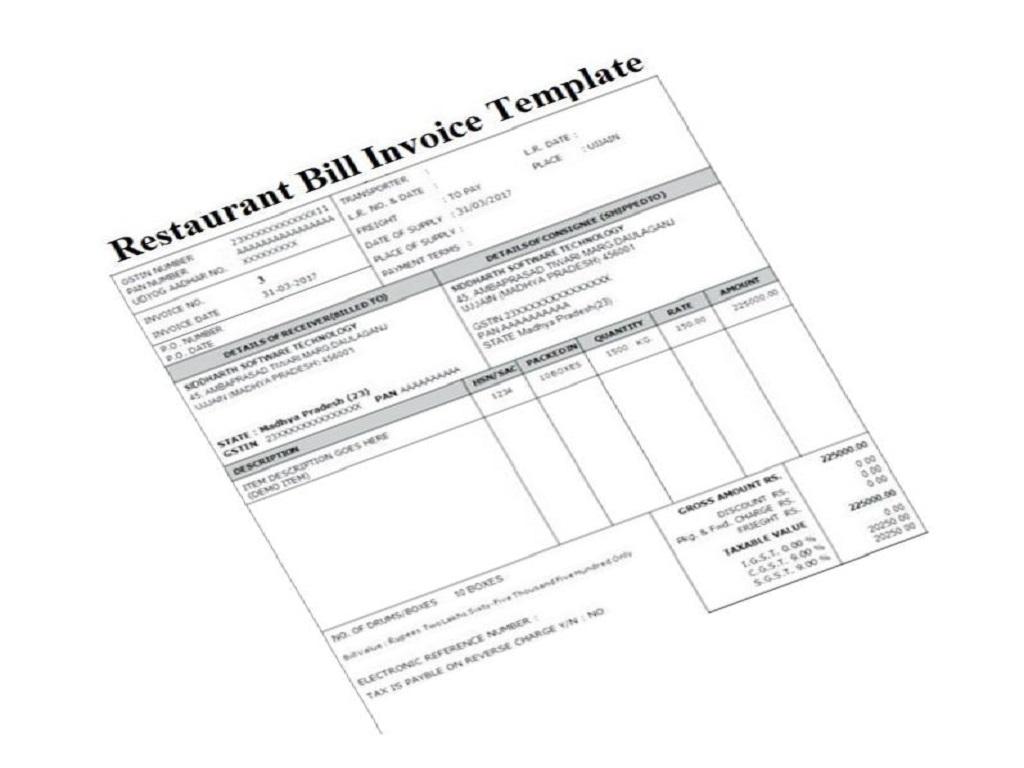 Restaurant Bill Invoice Template
GSTIN NUMBER 23XXXXXXXXXXXXX11
PAN NUMBER AAAAAAAAAAAAAAAA
UDYOG AADHAR NO. XXXXXXXXX
INVOICE NO. 3
INVOICE DATE 31-03-2017
P.O. NUMBER
P.O. DATE
TRANSPORTER :
L.R. NO. & DATE :
FREIGHT : TO PAY
DATE OF SUPPLY : 31/03/2017
PLACE OF SUPPLY :
PAYMENT TERMS :
L.R. DATE :
PLACE : UJJAIN
DETAILS OF RECEIVER(BILLED TO)
SIDDHARTH SOFTWARE TECHNOLOGY
45, AMBAPRASAD TIWARI MARG DAULAGANJ
UJJAIN (MADHYA PRADESH) 456001
STATE : Madhya Pradesh (23) PAN AAAAAAAAAA
GSTIN 23XXXXXXXXXXXXXXXX
DETAILS OF CONSIGNEE (SHIPPED TO)
SIDDHARTH SOFTWARE TECHNOLOGY
45, AMBAPRASAD TIWARI MARG DAULAGANJ
UJJAIN (MADHYA PRADESH) 456001
GSTIN 23XXXXXXXXXXXXXXXX
PAN AAAAAAAAAA
STATE Madhya Pradesh(23)
DESCRIPTION HSN/SAC PACKED IN QUANTITY RATE AMOUNT
ITEM DESCRIPTION GOES HERE 1234 10 BOXES 1500 KG. 150.00 225000.00
(DEMO ITEM)
GROSS AMOUNT RS. 225000.00
DISCOUNT RS. 0.00
Pkg. & Fwd. CHARGE RS. 0.00
FRIEGHT RS. 0.00
TAXABLE VALUE 225000.00
I.G.S.T. 0.00 % 0.00
C.G.S.T. 9.00 % 20250.00
S.G.S.T. 9.00 % 20250.00
NO. OF DRUMS/BOXES 10 BOXES
Bill Value : Rupees Two Lakhs Sixty-Five Thousand Five Hundred Only
ELECTRONIC REFERENCE NUMBER :
TAX IS PAYBLE ON REVERSE CHARGE Y/N : NO